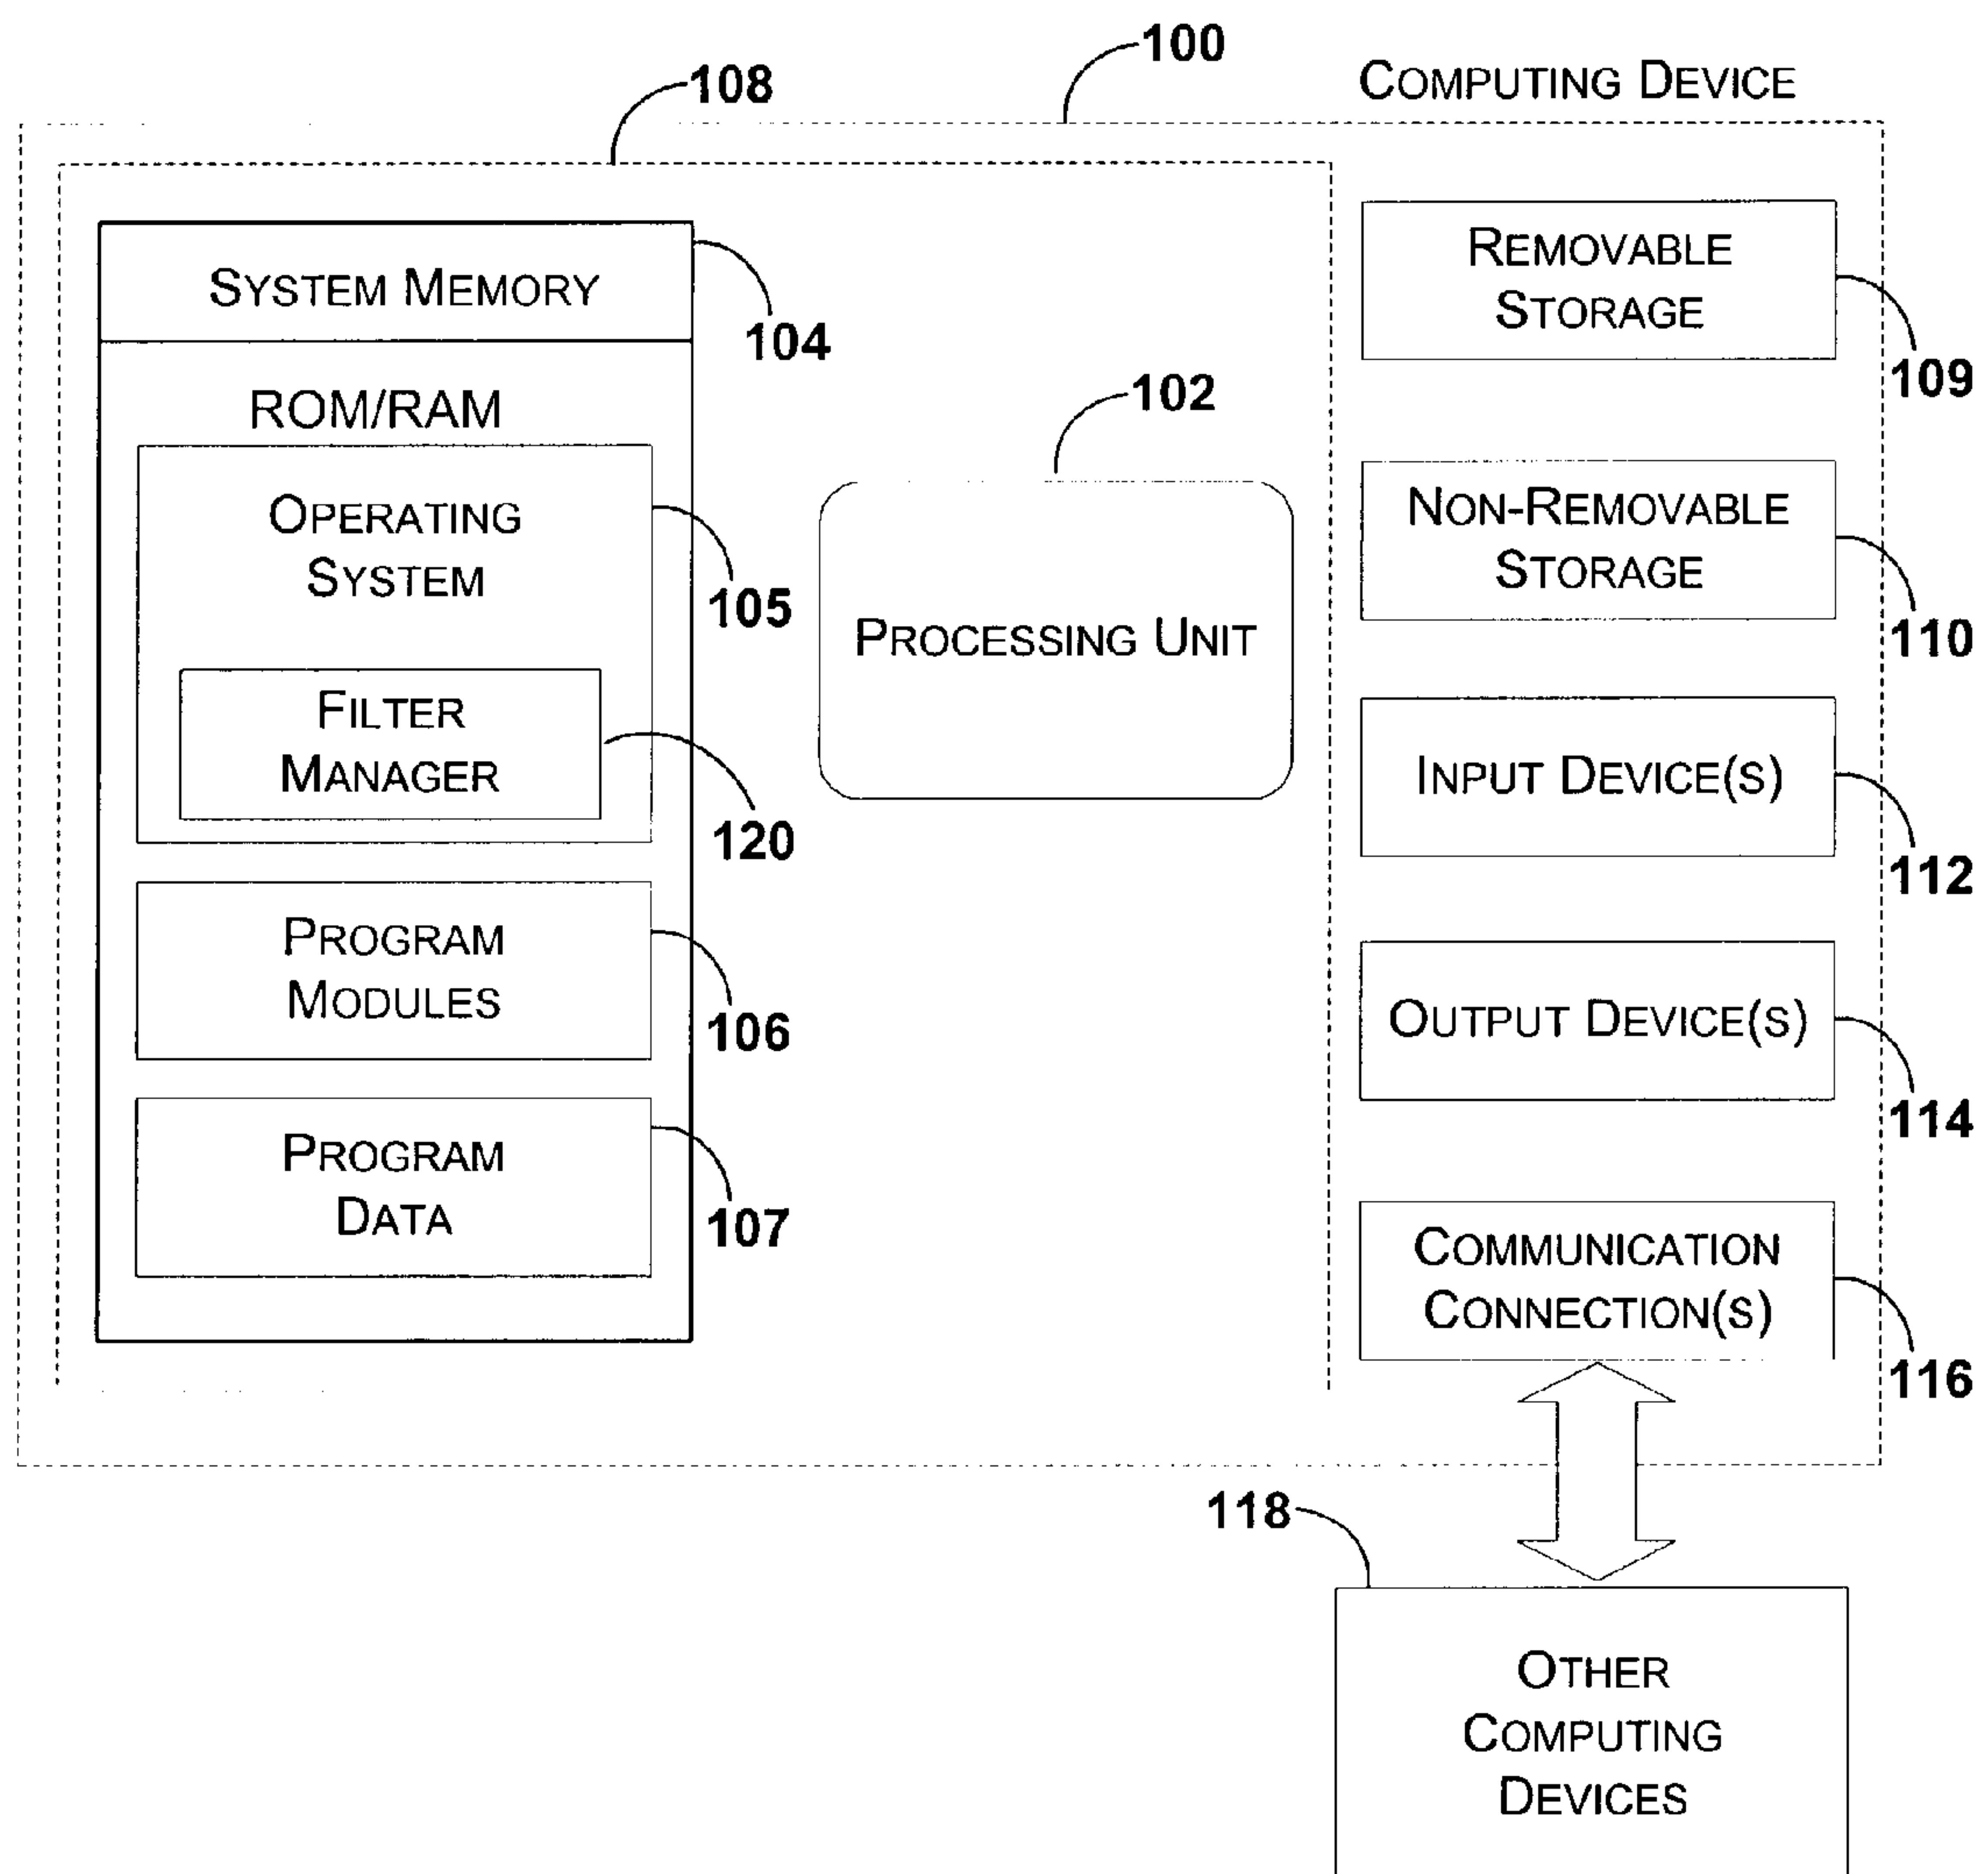 100
COMPUTING DEVICE
108
SYSTEM MEMORY
104
ROM/RAM
OPERATING
SYSTEM
105
FILTER
MANAGER
120
PROGRAM
MODULES
106
PROGRAM
DATA
107
102
PROCESSING UNIT
REMOVABLE
STORAGE
109
NON-REMOVABLE
STORAGE
110
INPUT DEVICE(S)
112
OUTPUT DEVICE(S)
114
COMMUNICATION
CONNECTION(S)
116
118
OTHER
COMPUTING
DEVICES